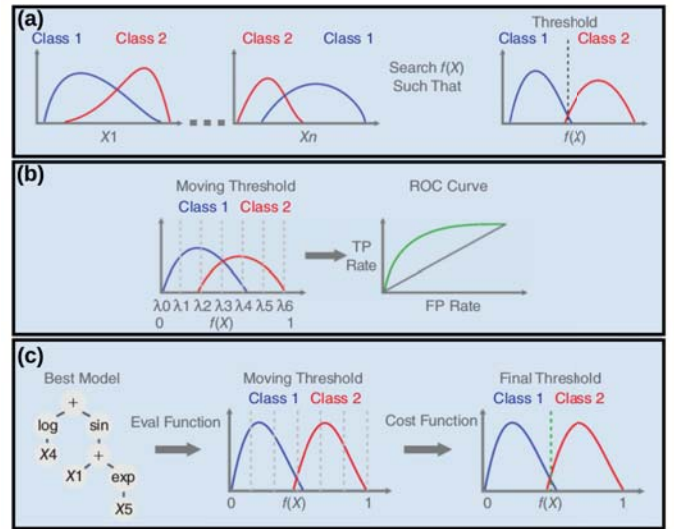 (a)
Class 1 Class 2
X1
Class 2 Class 1
Xn
Search f(X)
Such That
Threshold
Class 1 Class 2
f(X)
(b)
Moving Threshold
Class 1 Class 2
λ0 λ1 λ2 λ3 λ4 λ5 λ6
0 f(X) 1
ROC Curve
TP
Rate
FP Rate
(c)
Best Model
+
log sin
X4 +
X1 exp
X5
Eval Function
Moving Threshold
Class 1 Class 2
0 f(X) 1
Cost Function
Final Threshold
Class 1 Class 2
0 f(X) 1